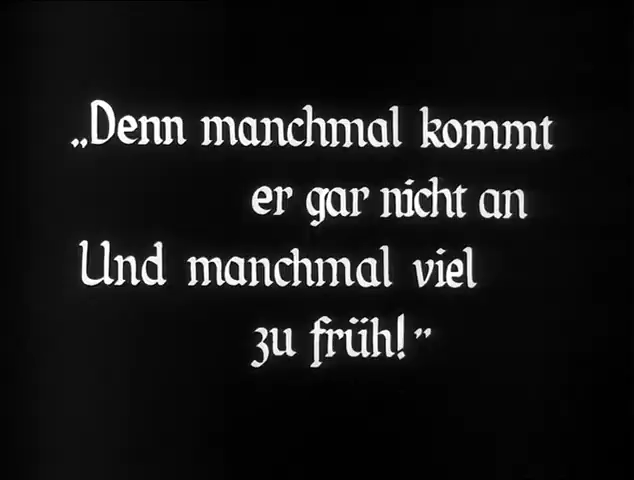 „Denn manchmal kommt
er gar nicht an
Und manchmal viel
zu früh!”